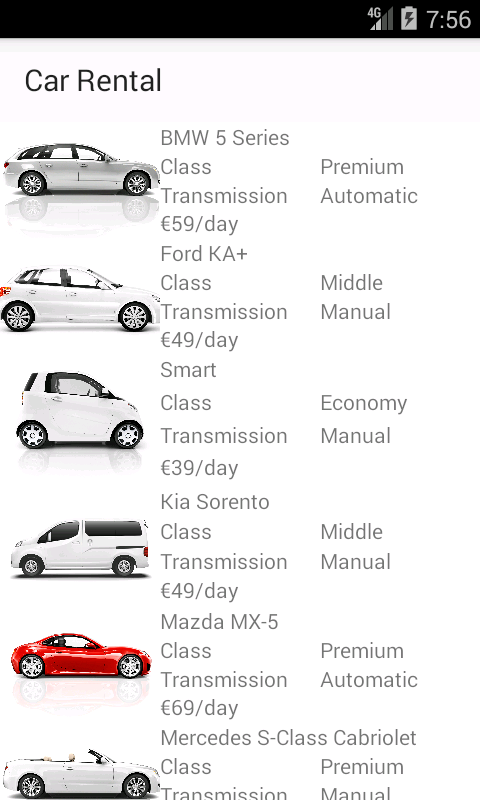 4G 7:56
Car Rental
BMW 5 Series
Class Premium
Transmission Automatic
€59/day
Ford KA+
Class Middle
Transmission Manual
€49/day
Smart
Class Economy
Transmission Manual
€39/day
Kia Sorento
Class Middle
Transmission Manual
€49/day
Mazda MX-5
Class Premium
Transmission Automatic
€69/day
Mercedes S-Class Cabriolet
Class Premium
Transmission Manual